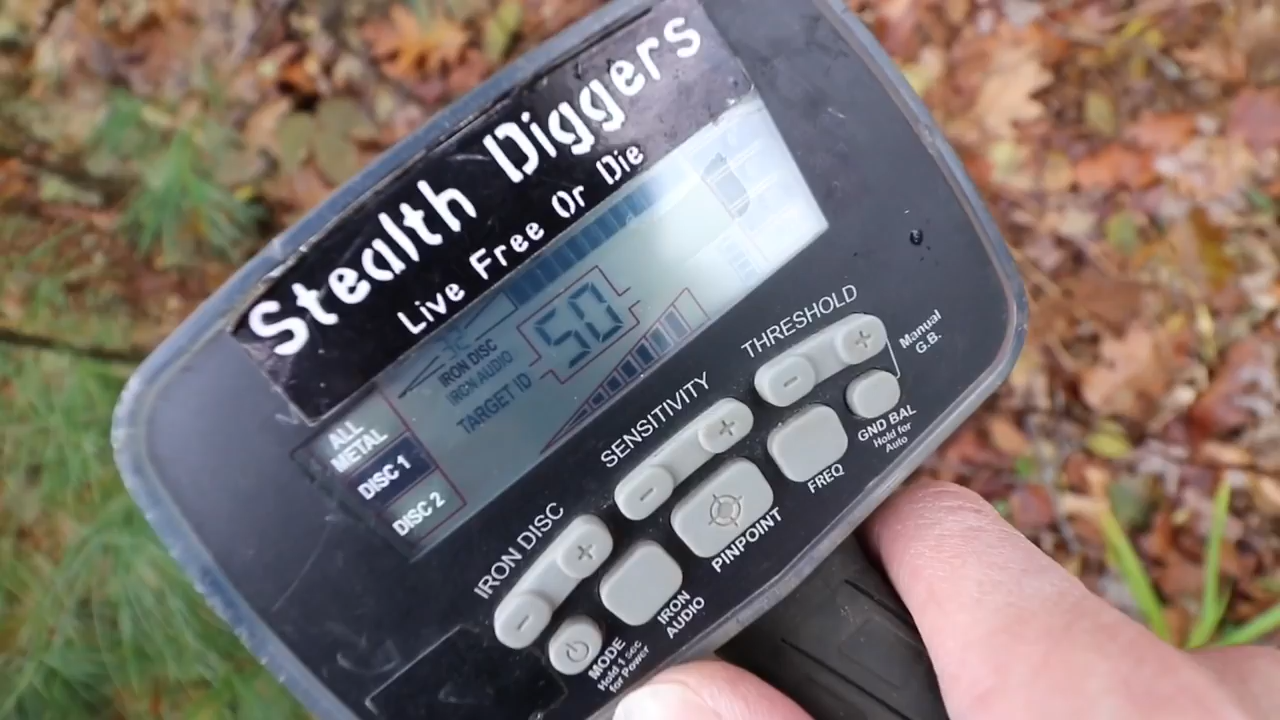 Stealth Diggers
Live Free Or Die
IRON DISC
IRON AUDIO
TARGET ID
50
ALL
METAL
DISC 1
DISC 2
THRESHOLD
- +
Manual
G.B.
GND BAL
Hold for
Auto
SENSITIVITY
- +
FREQ
PINPOINT
IRON DISC
- +
IRON
AUDIO
MODE
Hold 1 sec
for Power